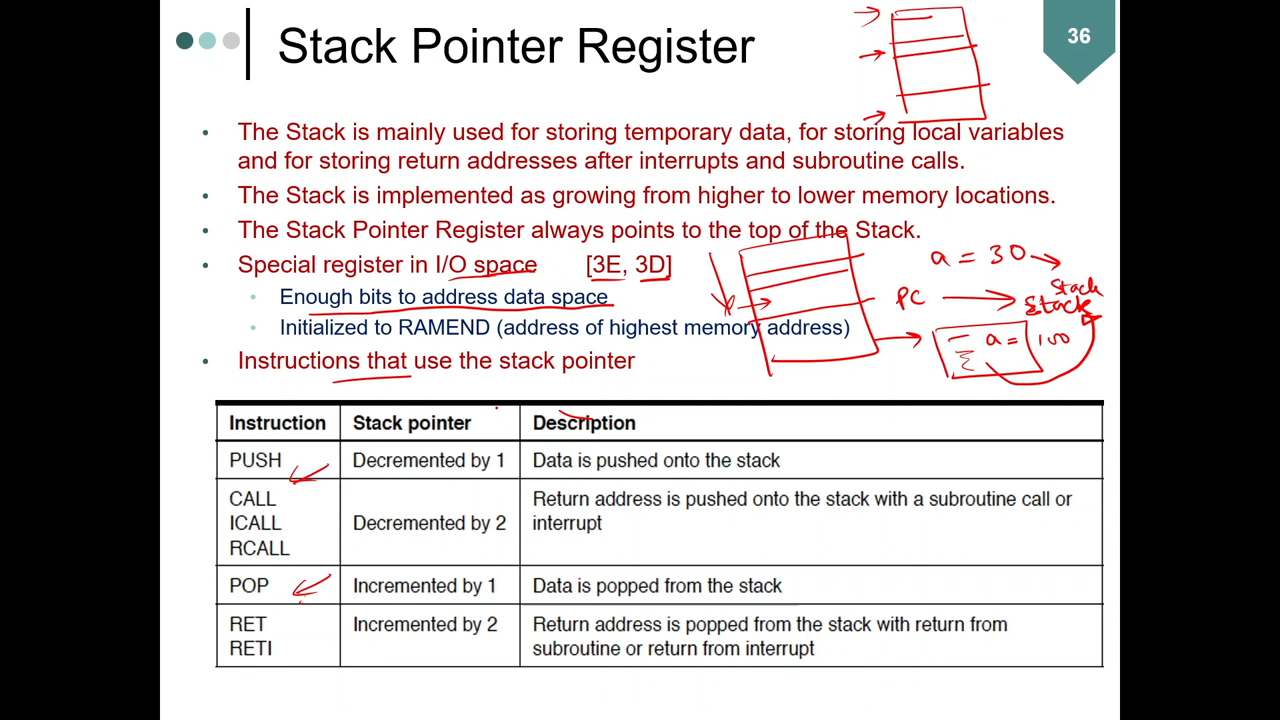 Stack Pointer Register
36
• The Stack is mainly used for storing temporary data, for storing local variables
and for storing return addresses after interrupts and subroutine calls.
• The Stack is implemented as growing from higher to lower memory locations.
• The Stack Pointer Register always points to the top of the Stack.
• Special register in I/O space [3E, 3D]
• Enough bits to address data space
• Initialized to RAMEND (address of highest memory address)
• Instructions that use the stack pointer
a = 30
Stack
PC
Stack
a = 100
Instruction Stack pointer Description
PUSH Decremented by 1 Data is pushed onto the stack
CALL Return address is pushed onto the stack with a subroutine call or
ICALL Decremented by 2 interrupt
RCALL
POP Incremented by 1 Data is popped from the stack
RET Incremented by 2 Return address is popped from the stack with return from
RETI subroutine or return from interrupt